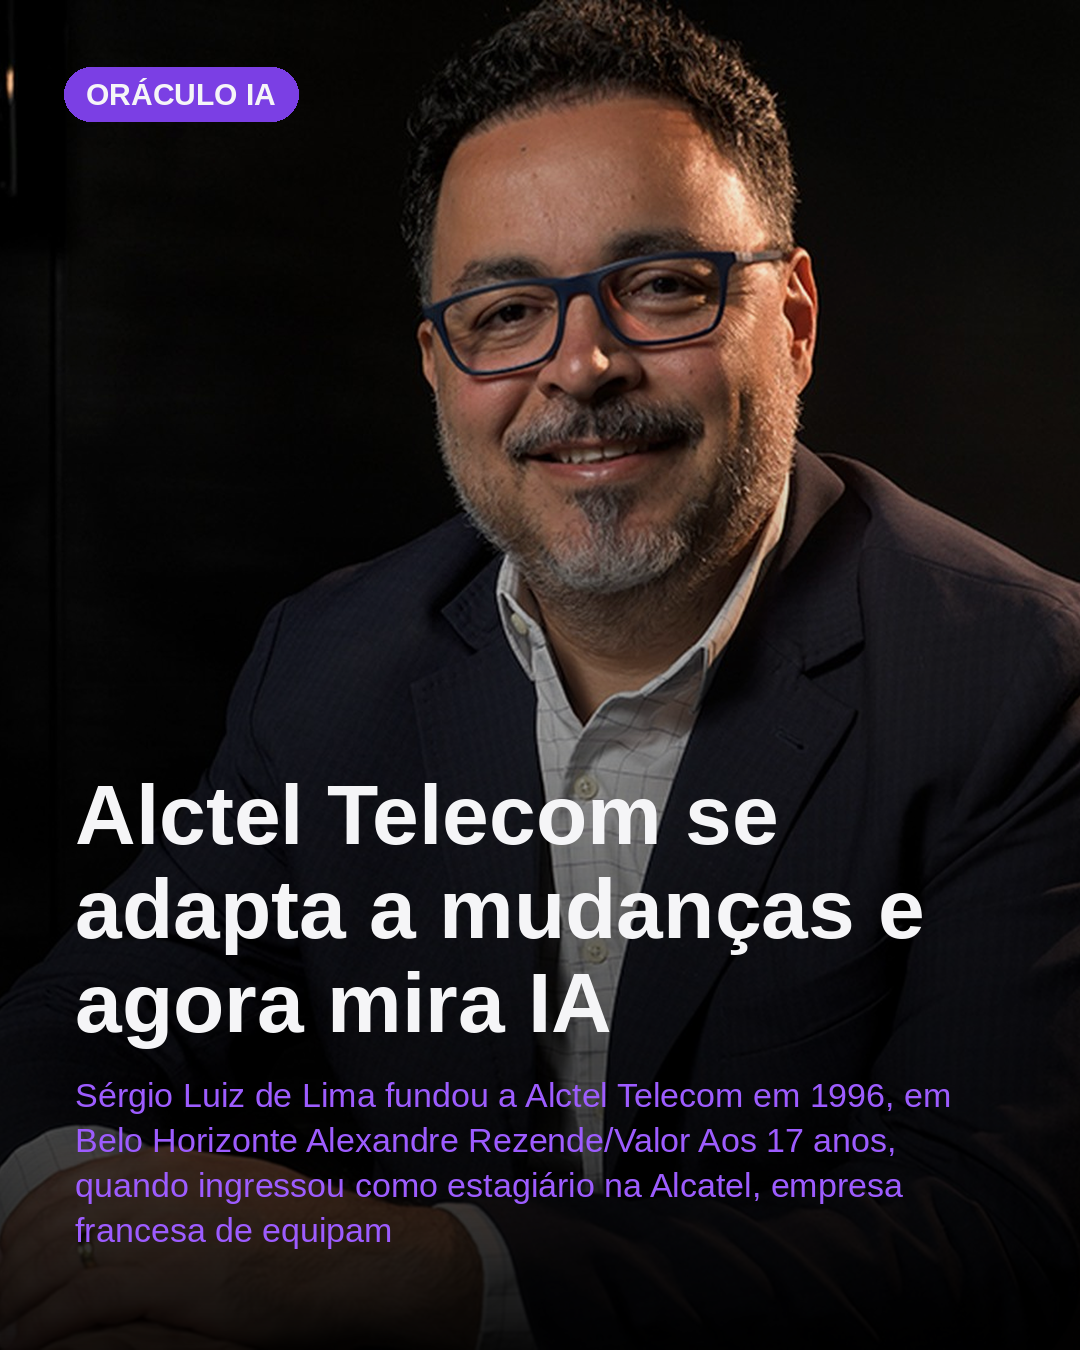 ORÁCULO IA
Alctel Telecom se
adapta a mudanças e
agora mira IA
Sérgio Luiz de Lima fundou a Alctel Telecom em 1996, em
Belo Horizonte Alexandre Rezende/Valor Aos 17 anos,
quando ingressou como estagiário na Alcatel, empresa
francesa de equipam